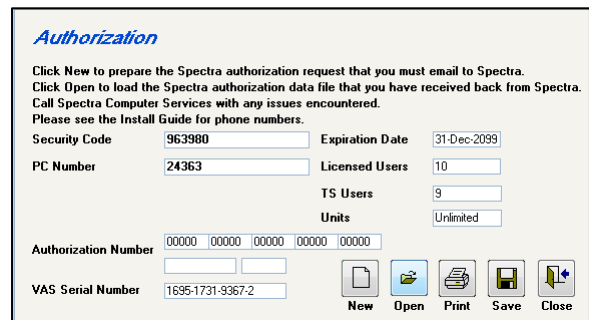 Authorization
Click New to prepare the Spectra authorization request that you must email to Spectra.
Click Open to load the Spectra authorization data file that you have received back from Spectra.
Call Spectra Computer Services with any issues encountered.
Please see the Install Guide for phone numbers.
Security Code 963980 Expiration Date 31-Dec-2099
PC Number 24363 Licensed Users 10
TS Users 9
Units Unlimited
Authorization Number 00000 00000 00000 00000 00000
VAS Serial Number 1695-1731-9367-2
New Open Print Save Close